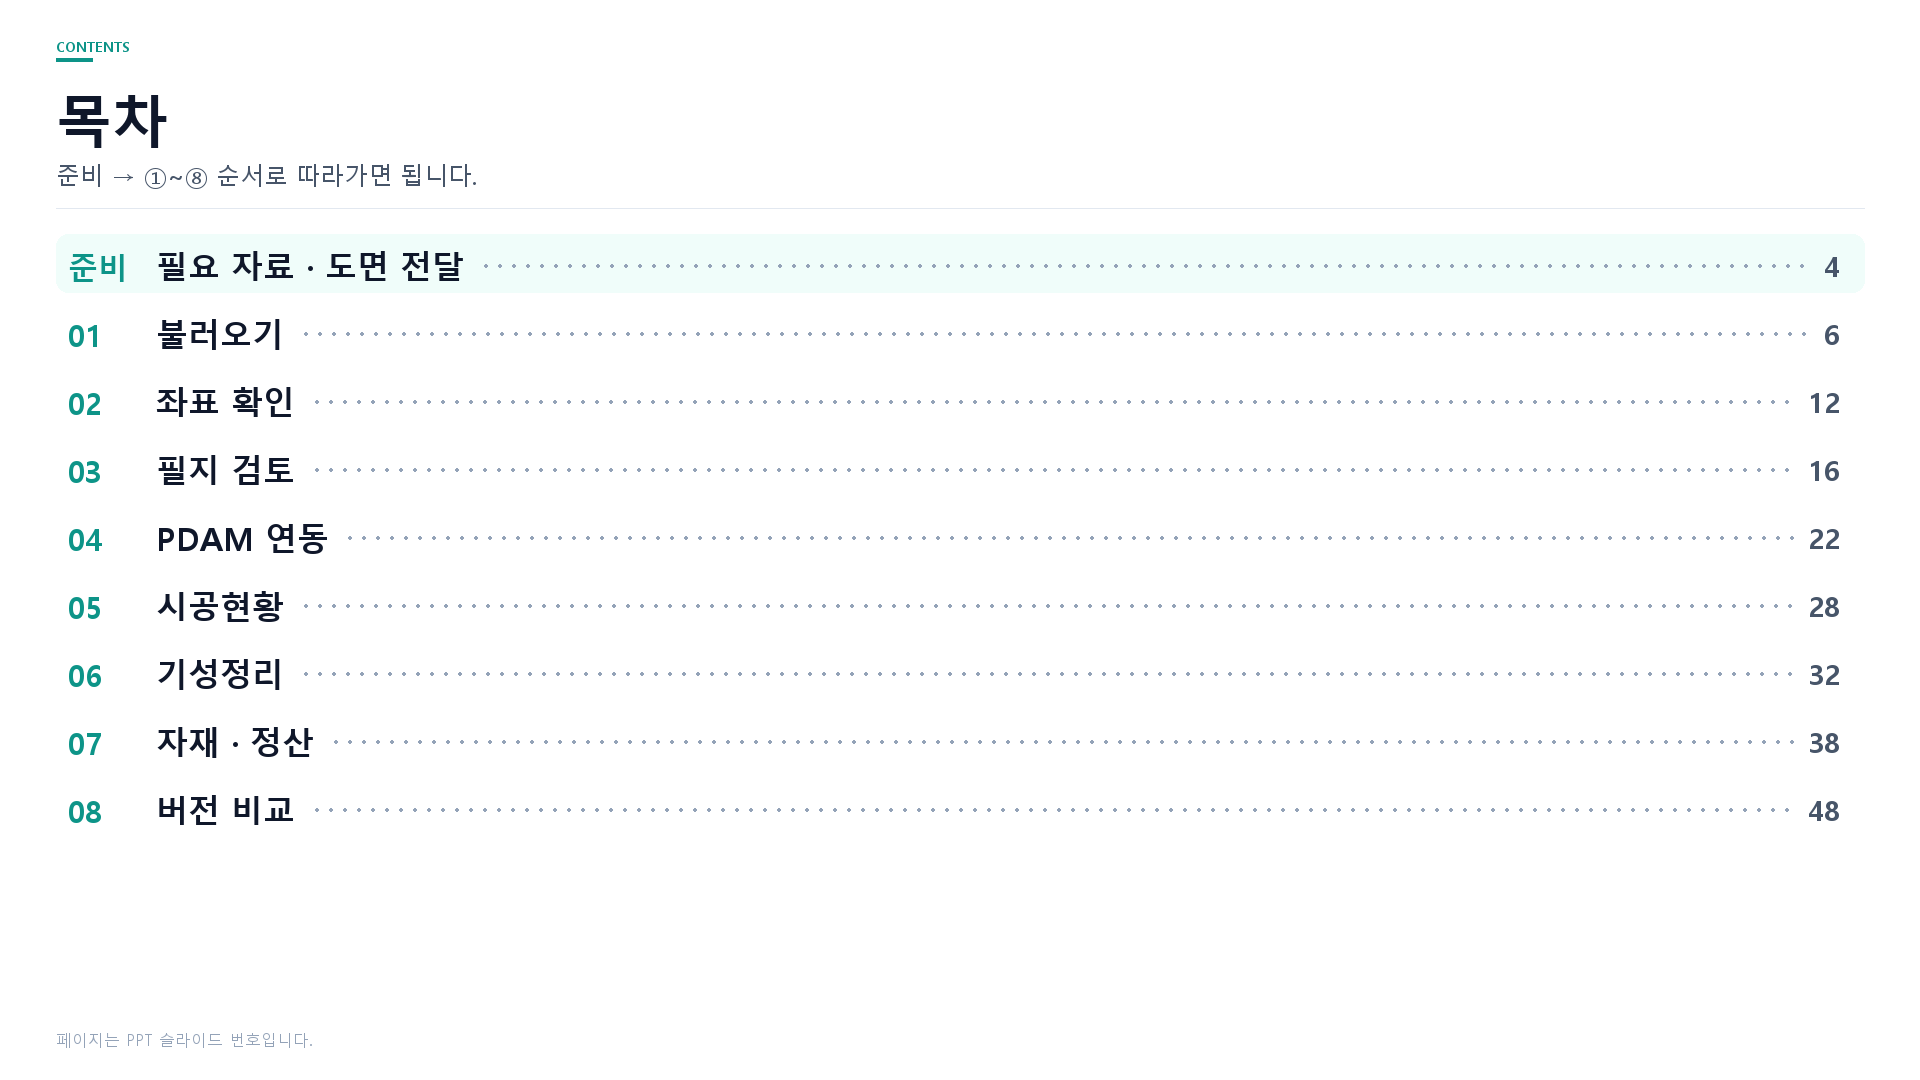 CONTENTS
목차
준비 → ①~⑧ 순서로 따라가면 됩니다.
준비 필요 자료 · 도면 전달 4
01 불러오기 6
02 좌표 확인 12
03 필지 검토 16
04 PDAM 연동 22
05 시공현황 28
06 기성정리 32
07 자재 · 정산 38
08 버전 비교 48
페이지는 PPT 슬라이드 번호입니다.